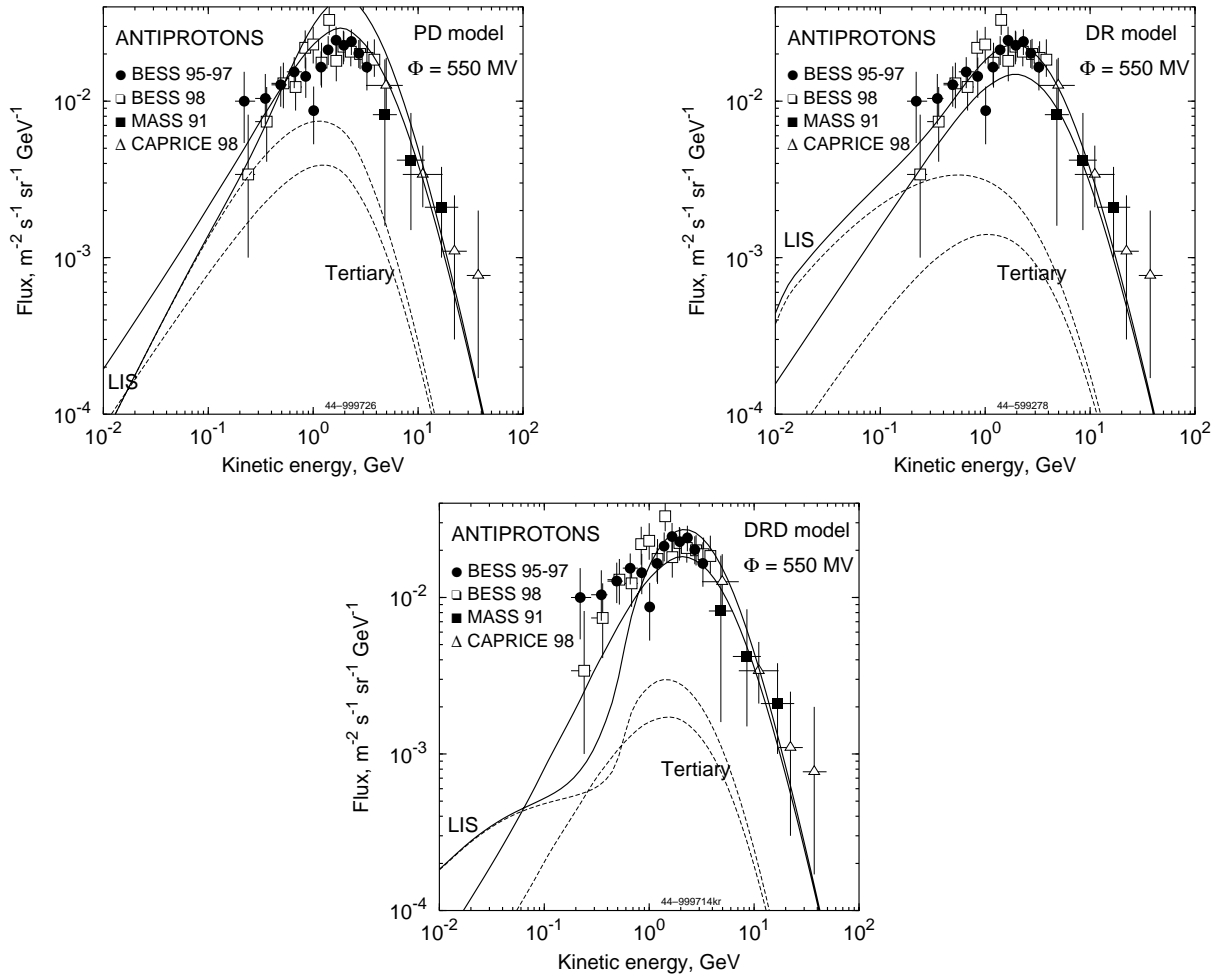 ANTIPROTONS
PD model
Φ = 550 MV
BESS 95-97
BESS 98
MASS 91
CAPRICE 98
Tertiary
LIS
44–999726
Flux, m⁻² s⁻¹ sr⁻¹ GeV⁻¹
10⁻²
10⁻³
10⁻⁴
10⁻² 10⁻¹ 10⁰ 10¹ 10²
Kinetic energy, GeV
ANTIPROTONS
DR model
Φ = 550 MV
BESS 95-97
BESS 98
MASS 91
CAPRICE 98
LIS
Tertiary
44–599278
Flux, m⁻² s⁻¹ sr⁻¹ GeV⁻¹
10⁻²
10⁻³
10⁻⁴
10⁻² 10⁻¹ 10⁰ 10¹ 10²
Kinetic energy, GeV
ANTIPROTONS
DRD model
Φ = 550 MV
BESS 95-97
BESS 98
MASS 91
CAPRICE 98
Tertiary
LIS
44–999714kr
Flux, m⁻² s⁻¹ sr⁻¹ GeV⁻¹
10⁻²
10⁻³
10⁻⁴
10⁻² 10⁻¹ 10⁰ 10¹ 10²
Kinetic energy, GeV